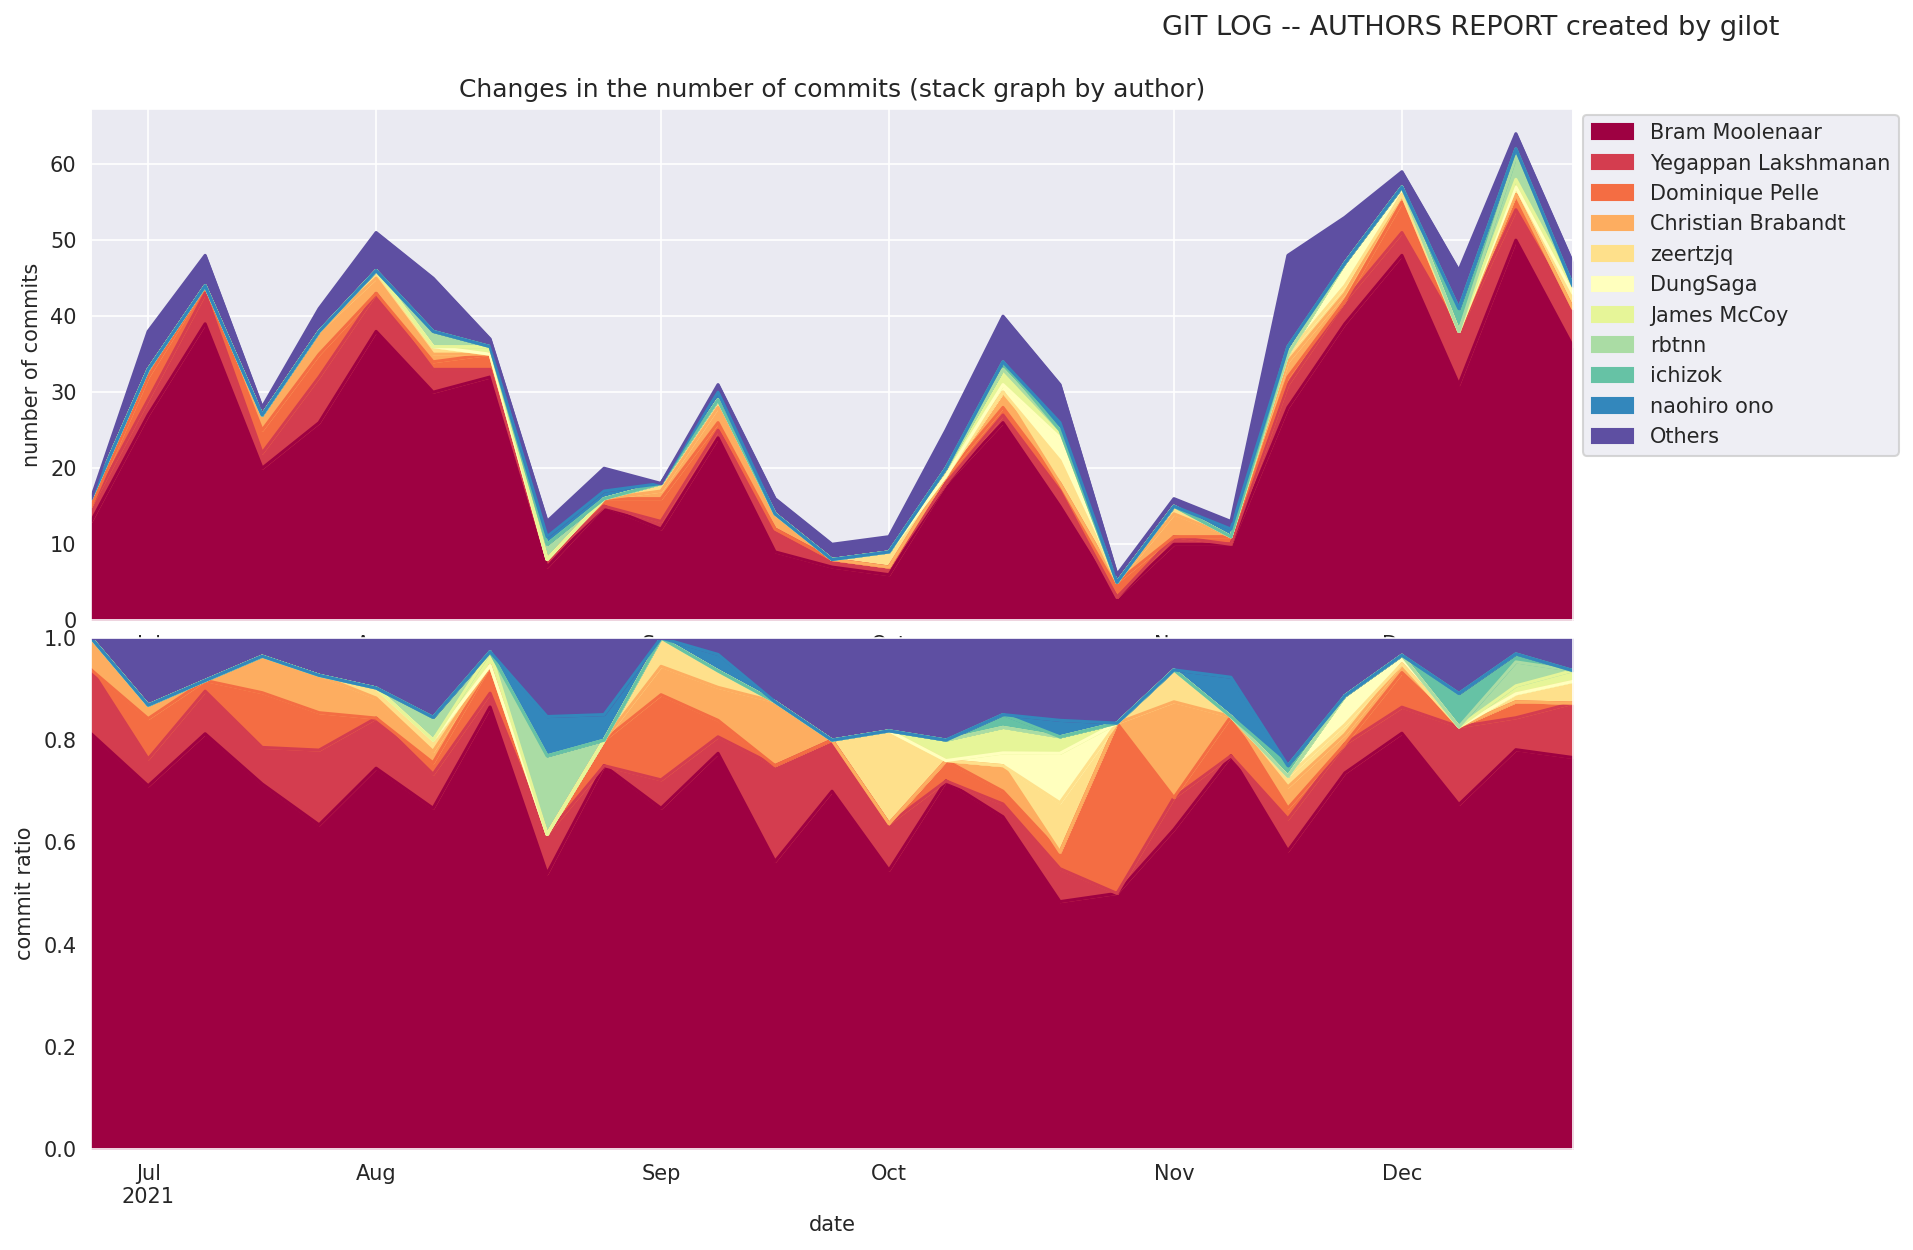 GIT LOG -- AUTHORS REPORT created by gilot
Changes in the number of commits (stack graph by author)
number of commits
60
50
40
30
20
10
0
Bram Moolenaar
Yegappan Lakshmanan
Dominique Pelle
Christian Brabandt
zeertzjq
DungSaga
James McCoy
rbtnn
ichizok
naohiro ono
Others
commit ratio
1.0
0.8
0.6
0.4
0.2
0.0
Jul Aug Sep Oct Nov Dec
2021
date